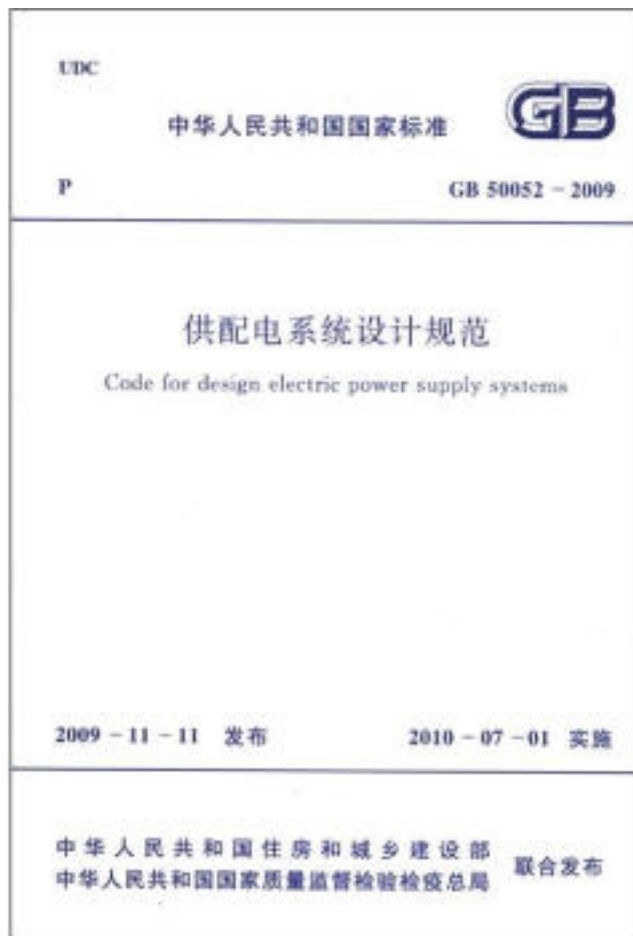 UDC
中华人民共和国国家标准
GB
P
GB 50052－2009
供配电系统设计规范
Code for design electric power supply systems
2009－11－11 发布
2010－07－01 实施
中华人民共和国住房和城乡建设部
中华人民共和国国家质量监督检验检疫总局
联合发布